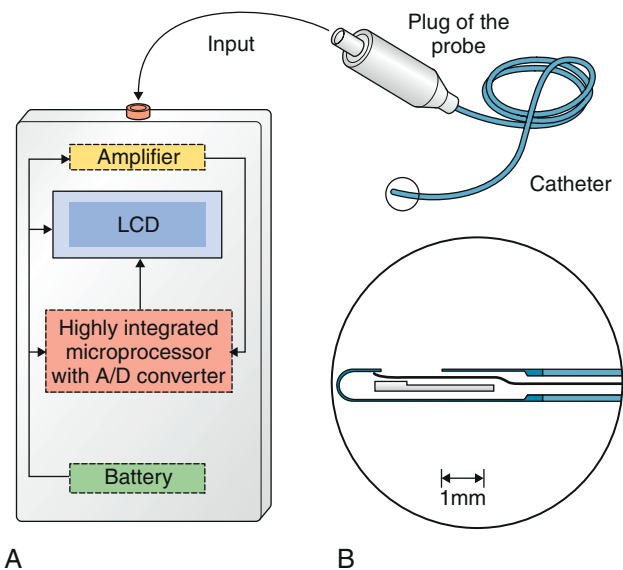 Input
Plug of the
probe
Amplifier
LCD
Highly integrated
microprocessor
with A/D converter
Battery
Catheter
1mm
A
B